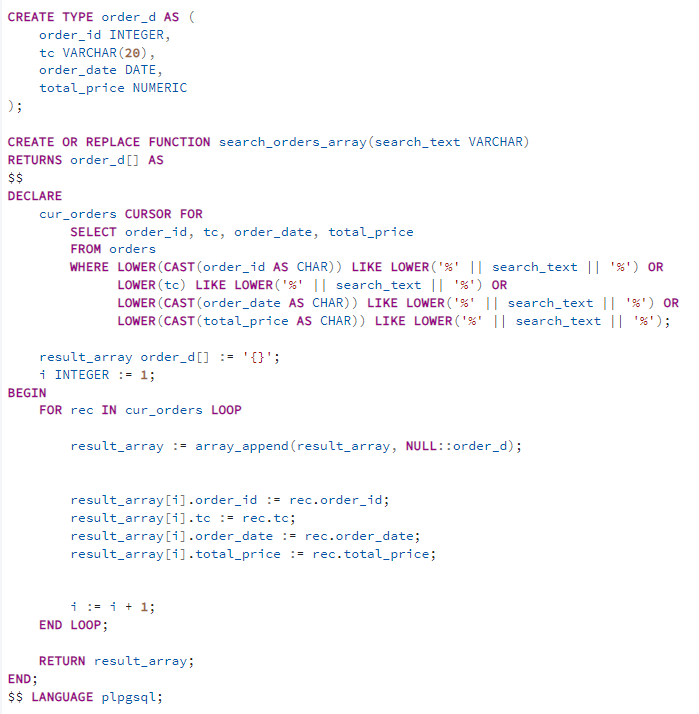 CREATE TYPE order_d AS (
    order_id INTEGER,
    tc VARCHAR(20),
    order_date DATE,
    total_price NUMERIC
);
CREATE OR REPLACE FUNCTION search_orders_array(search_text VARCHAR)
RETURNS order_d[] AS
$$
DECLARE
    cur_orders CURSOR FOR
        SELECT order_id, tc, order_date, total_price
        FROM orders
        WHERE LOWER(CAST(order_id AS CHAR)) LIKE LOWER('%' || search_text || '%') OR
              LOWER(tc) LIKE LOWER('%' || search_text || '%') OR
              LOWER(CAST(order_date AS CHAR)) LIKE LOWER('%' || search_text || '%') OR
              LOWER(CAST(total_price AS CHAR)) LIKE LOWER('%' || search_text || '%');
    result_array order_d[] := '{}';
    i INTEGER := 1;
BEGIN
    FOR rec IN cur_orders LOOP
        result_array := array_append(result_array, NULL::order_d);
        result_array[i].order_id := rec.order_id;
        result_array[i].tc := rec.tc;
        result_array[i].order_date := rec.order_date;
        result_array[i].total_price := rec.total_price;
        i := i + 1;
    END LOOP;
    RETURN result_array;
END;
$$ LANGUAGE plpgsql;